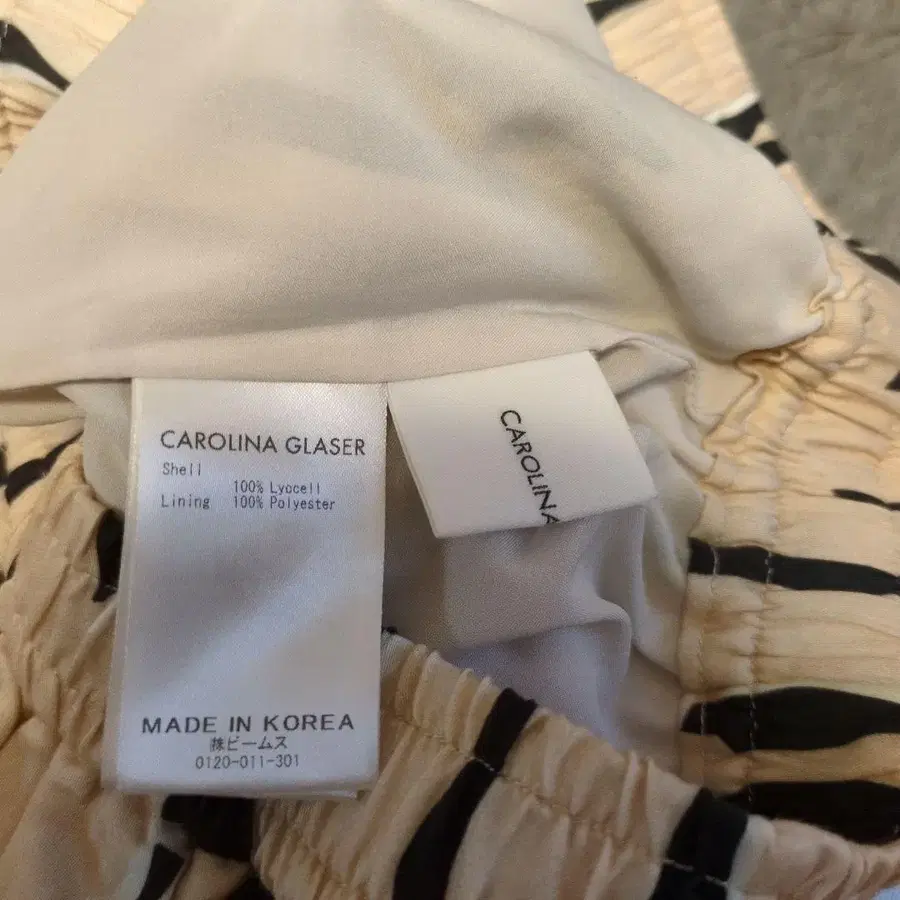 CAROLINA GLASER
Shell
100% Lyocell
Lining 100% Polyester
MADE IN KOREA
㈱ビームス
0120-011-301
CAROLINA